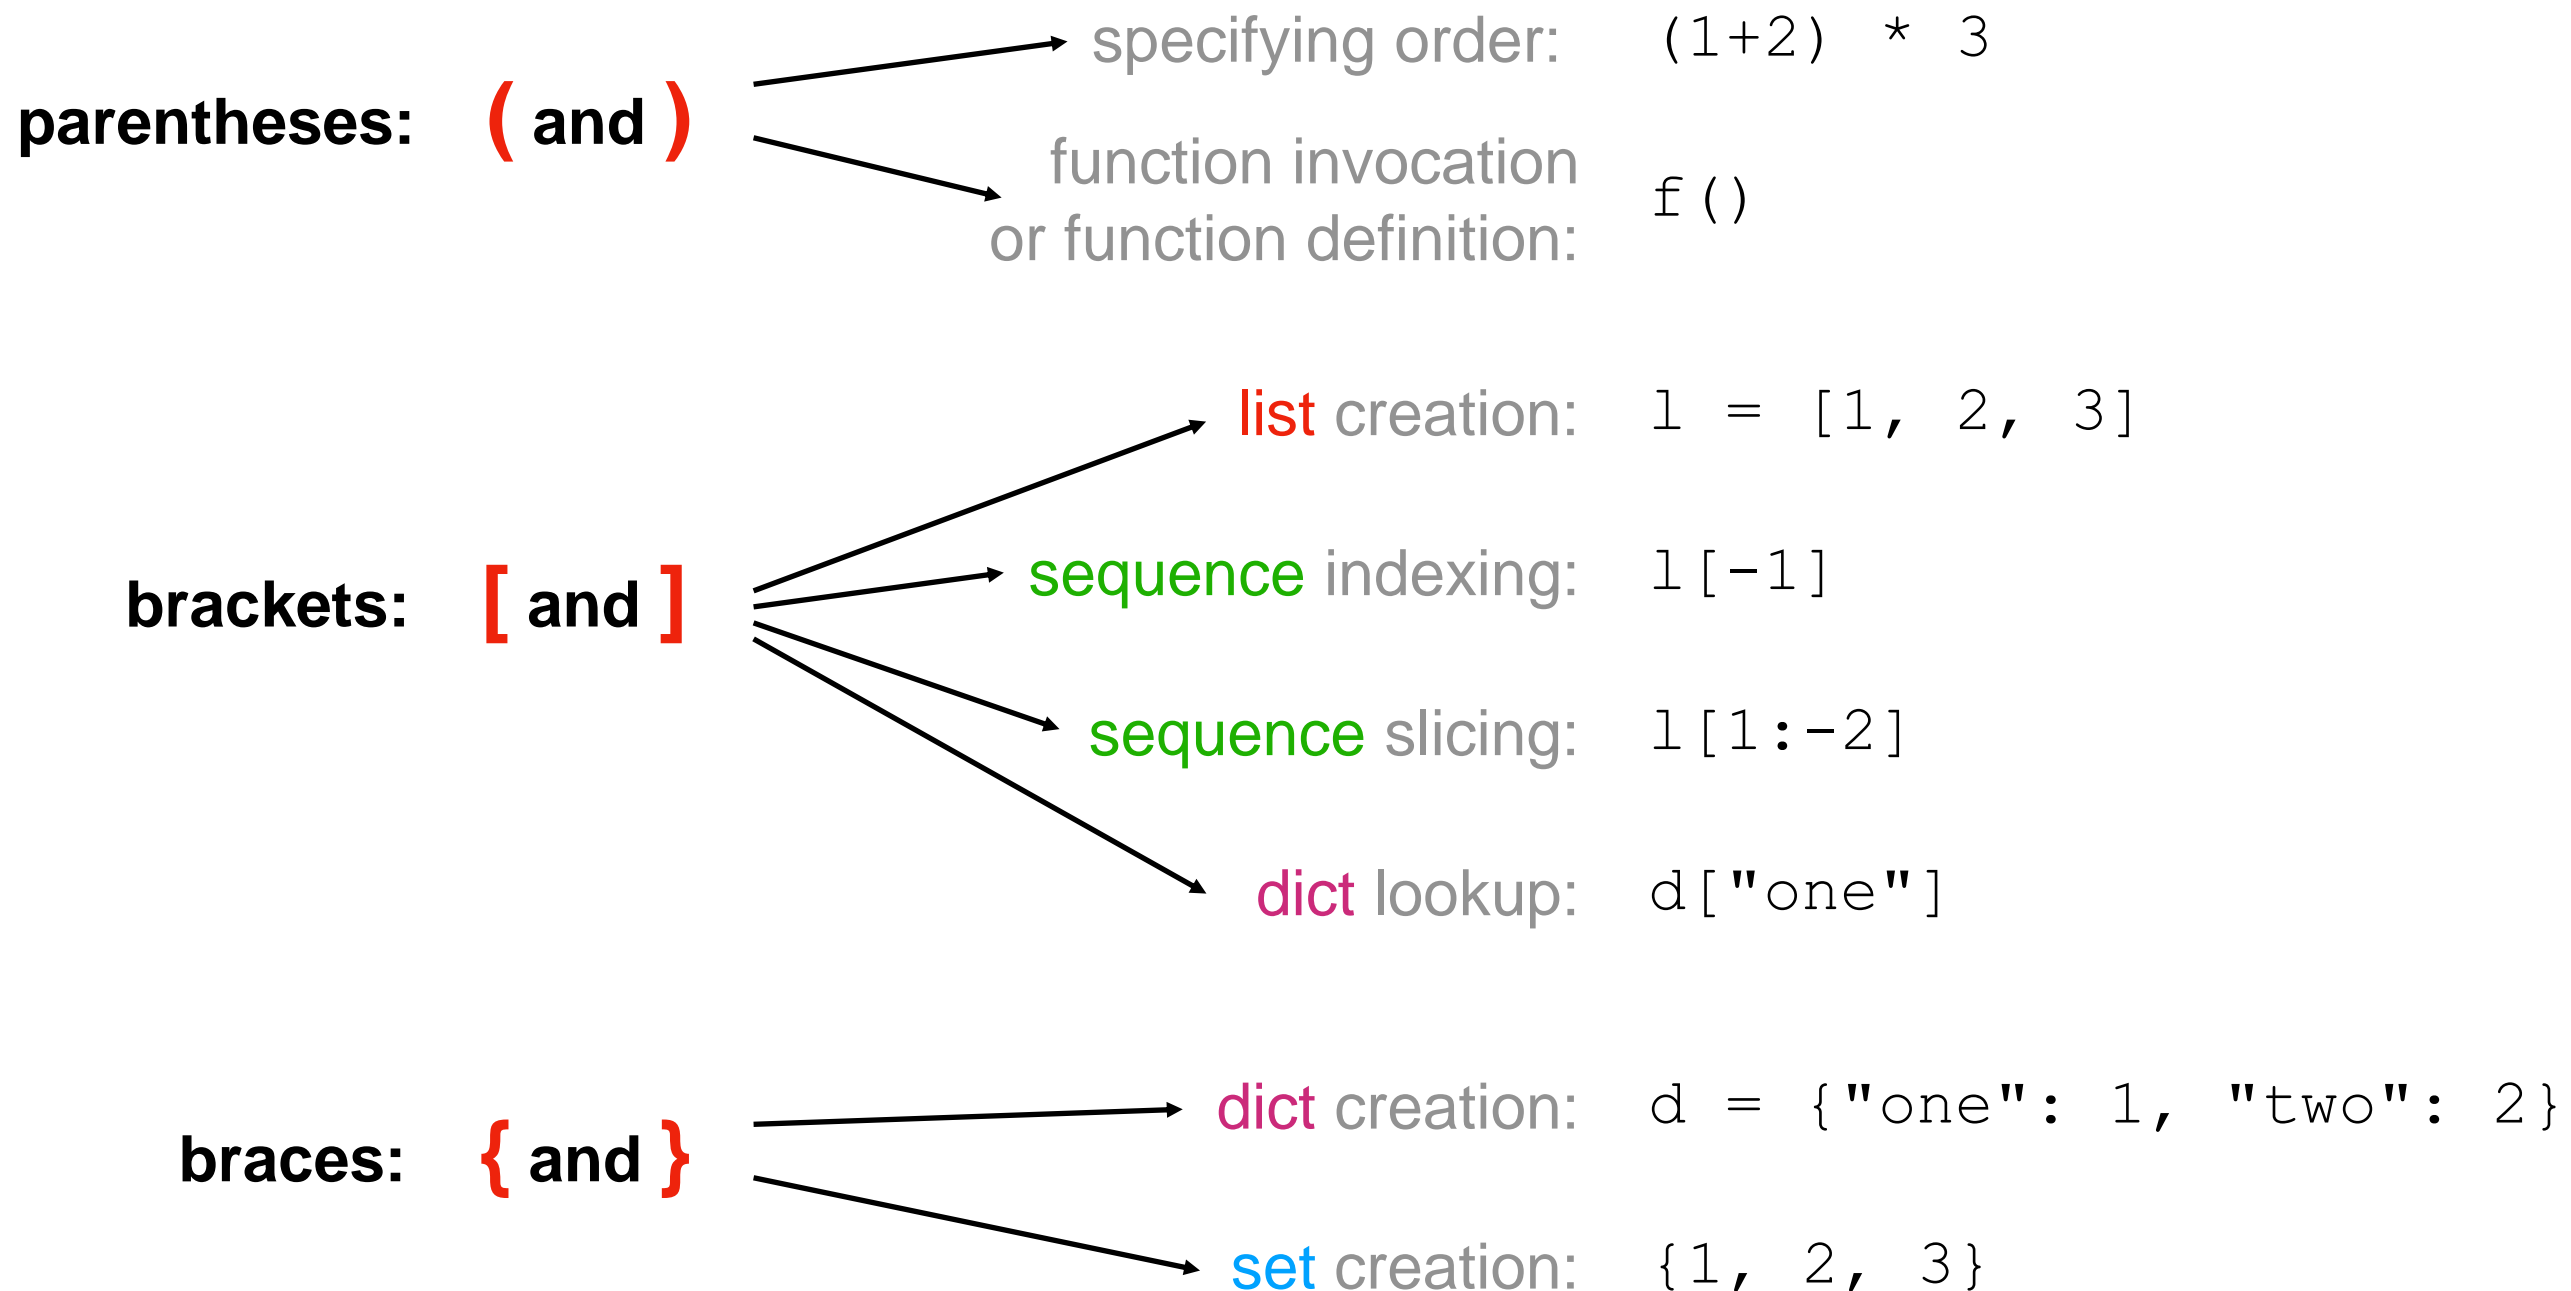 parentheses: ( and )
specifying order: (1+2) * 3
function invocation
or function definition: f()
brackets: [ and ]
list creation: l = [1, 2, 3]
sequence indexing: l[-1]
sequence slicing: l[1:-2]
dict lookup: d["one"]
braces: { and }
dict creation: d = {"one": 1, "two": 2}
set creation: {1, 2, 3}